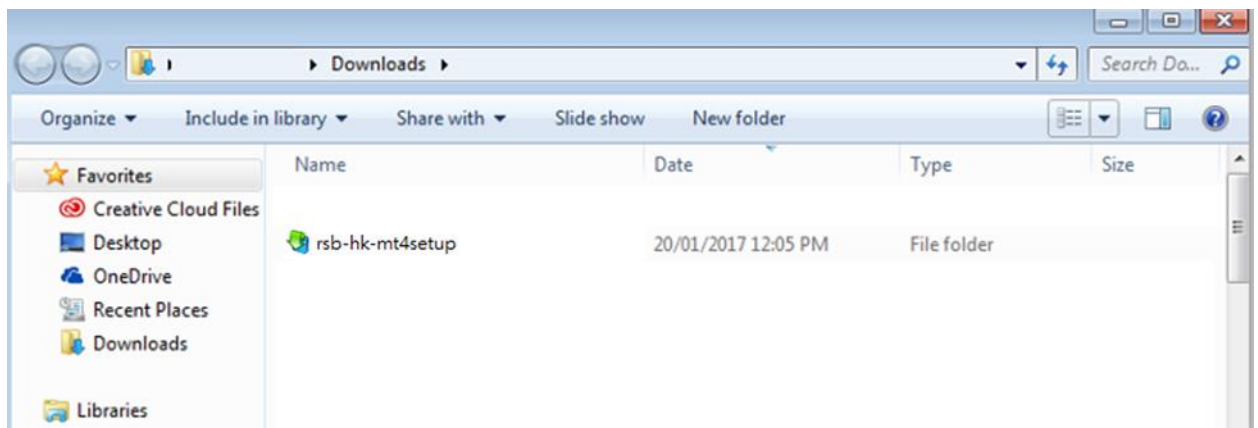 Downloads
Search Do...
Organize Include in library Share with Slide show New folder
Name Date Type Size
Favorites
Creative Cloud Files
Desktop
rsb-hk-mt4setup 20/01/2017 12:05 PM File folder
OneDrive
Recent Places
Downloads
Libraries